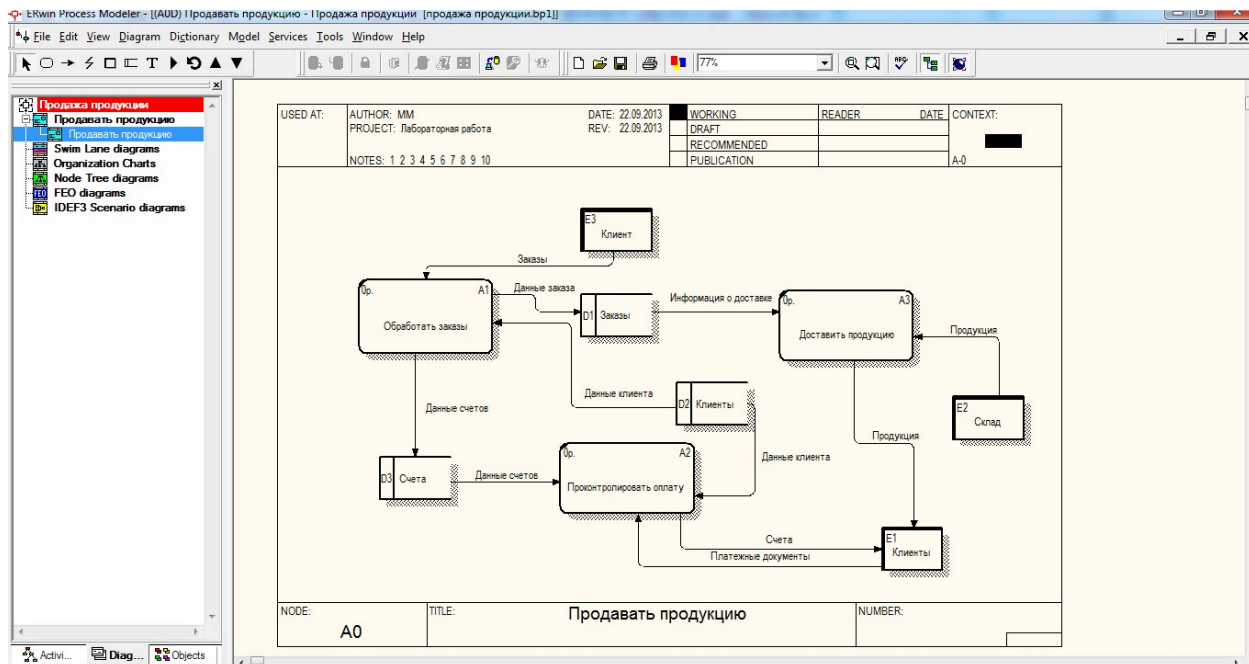 ERwin Process Modeler - [(A0D) Продавать продукцию - Продажа продукции [продажа продукции.bp1]]
File Edit View Diagram Dictionary Model Services Tools Window Help
77%
Продажа продукции
Продавать продукцию
Продавать продукцию
Swim Lane diagrams
Organization Charts
Node Tree diagrams
FEO diagrams
IDEF3 Scenario diagrams
Activi... Diag... Objects
USED AT:
AUTHOR: MM
PROJECT: Лабораторная работа
NOTES: 1 2 3 4 5 6 7 8 9 10
DATE: 22.09.2013
REV: 22.09.2013
WORKING
DRAFT
RECOMMENDED
PUBLICATION
READER DATE
CONTEXT:
A-0
E3
Клиент
Заказы
0р. A1
Обработать заказы
Данные заказа
D1 Заказы
Информация о доставке
0р. A3
Доставить продукцию
Продукция
Данные клиента
D2 Клиенты
E2
Склад
Данные счетов
Продукция
0р. A2
Проконтролировать оплату
Данные клиента
D3 Счета
Данные счетов
Счета
Платежные документы
E1
Клиенты
NODE:
A0
TITLE:
Продавать продукцию
NUMBER: